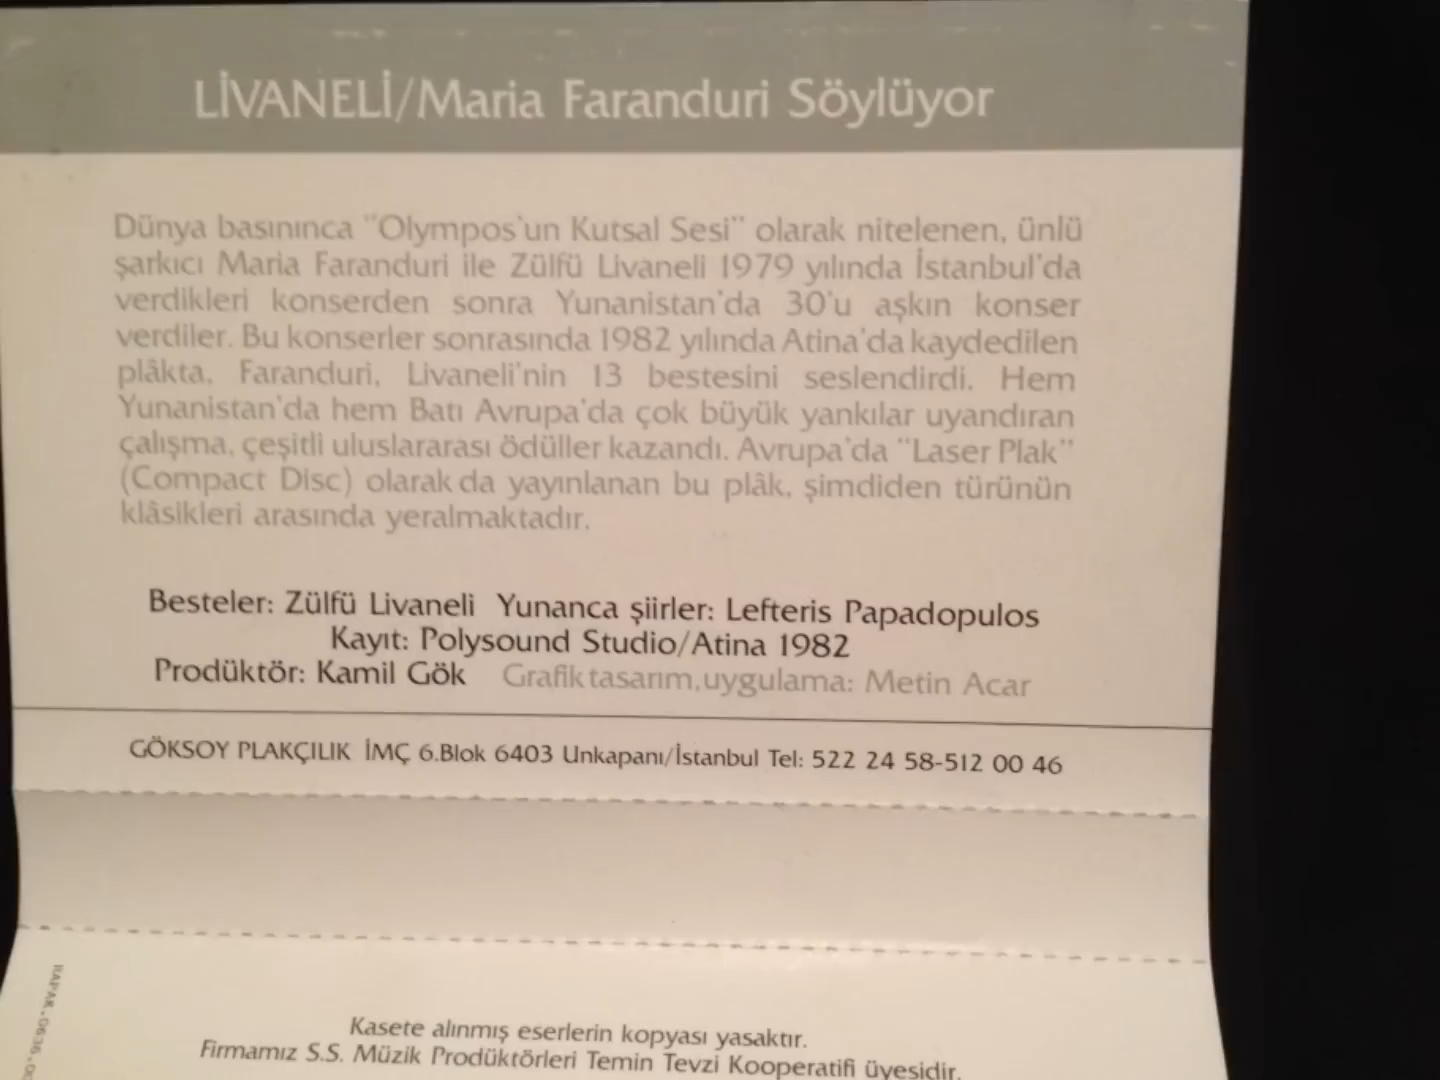 LİVANELİ/Maria Faranduri Söylüyor
Dünya basınınca "Olympos'un Kutsal Sesi" olarak nitelenen, ünlü
şarkıcı Maria Faranduri ile Zülfü Livaneli 1979 yılında İstanbul'da
verdikleri konserden sonra Yunanistan'da 30'u aşkın konser
verdiler. Bu konserler sonrasında 1982 yılında Atina'da kaydedilen
plâkta, Faranduri, Livaneli'nin 13 bestesini seslendirdi. Hem
Yunanistan'da hem Batı Avrupa'da çok büyük yankılar uyandıran
çalışma, çeşitli uluslararası ödüller kazandı. Avrupa'da "Laser Plak"
(Compact Disc) olarak da yayınlanan bu plâk, şimdiden türünün
klâsikleri arasında yeralmaktadır.
Besteler: Zülfü Livaneli Yunanca şiirler: Lefteris Papadopulos
Kayıt: Polysound Studio/Atina 1982
Prodüktör: Kamil Gök Grafik tasarım,uygulama: Metin Acar
GÖKSOY PLAKÇILIK İMÇ 6.Blok 6403 Unkapanı/İstanbul Tel: 522 24 58-512 00 46
Kasete alınmış eserlerin kopyası yasaktır.
Firmamız S.S. Müzik Prodüktörleri Temin Tevzi Kooperatifi üyesidir.